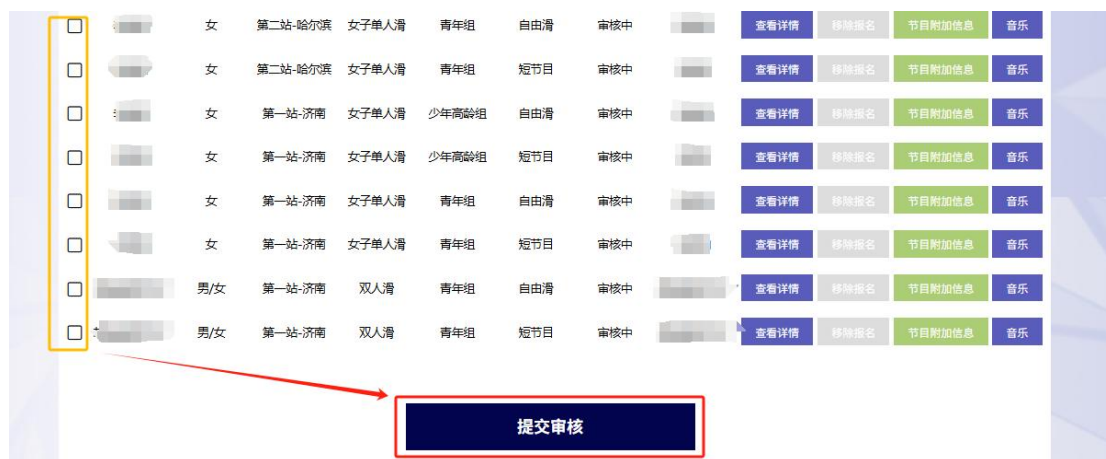 女 第二站-哈尔滨 女子单人滑 青年组 自由滑 审核中 查看详情 移除报名 节目附加信息 音乐
女 第二站-哈尔滨 女子单人滑 青年组 短节目 审核中 查看详情 移除报名 节目附加信息 音乐
女 第一站-济南 女子单人滑 少年高龄组 自由滑 审核中 查看详情 移除报名 节目附加信息 音乐
女 第一站-济南 女子单人滑 少年高龄组 短节目 审核中 查看详情 移除报名 节目附加信息 音乐
女 第一站-济南 女子单人滑 青年组 自由滑 审核中 查看详情 移除报名 节目附加信息 音乐
女 第一站-济南 女子单人滑 青年组 短节目 审核中 查看详情 移除报名 节目附加信息 音乐
男/女 第一站-济南 双人滑 青年组 自由滑 审核中 查看详情 移除报名 节目附加信息 音乐
男/女 第一站-济南 双人滑 青年组 短节目 审核中 查看详情 移除报名 节目附加信息 音乐
提交审核